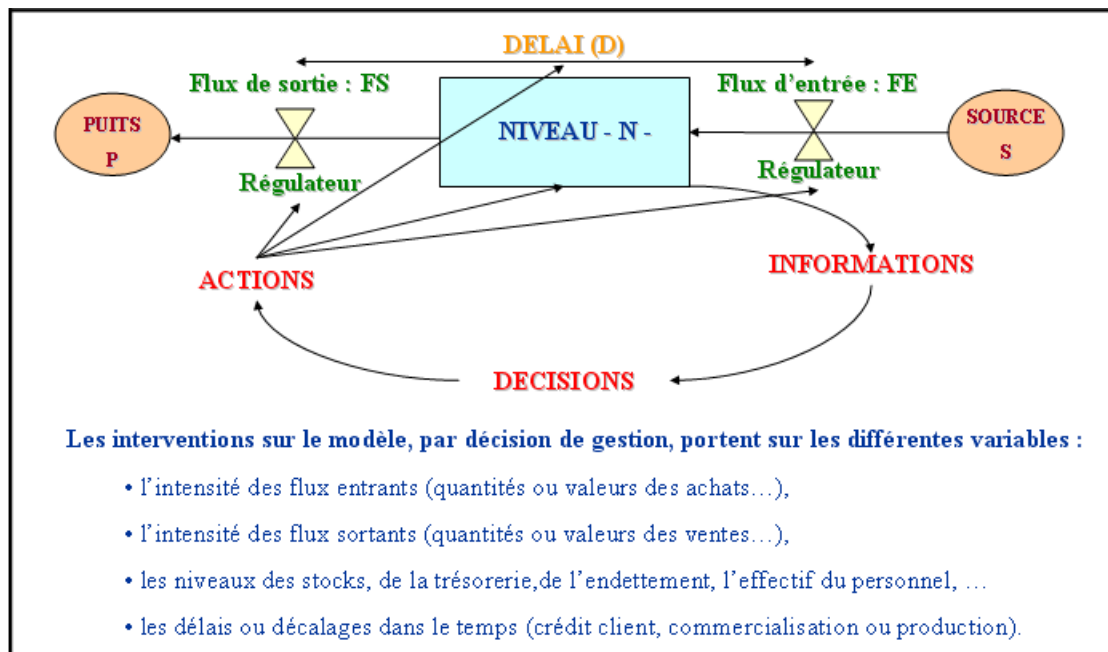 DELAI (D)
Flux de sortie : FS
Flux d'entrée : FE
PUITS
P
NIVEAU - N -
SOURCE
S
Régulateur
Régulateur
ACTIONS
INFORMATIONS
DECISIONS
Les interventions sur le modèle, par décision de gestion, portent sur les différentes variables :
• l'intensité des flux entrants (quantités ou valeurs des achats…),
• l'intensité des flux sortants (quantités ou valeurs des ventes…),
• les niveaux des stocks, de la trésorerie,de l'endettement, l'effectif du personnel, …
• les délais ou décalages dans le temps (crédit client, commercialisation ou production).